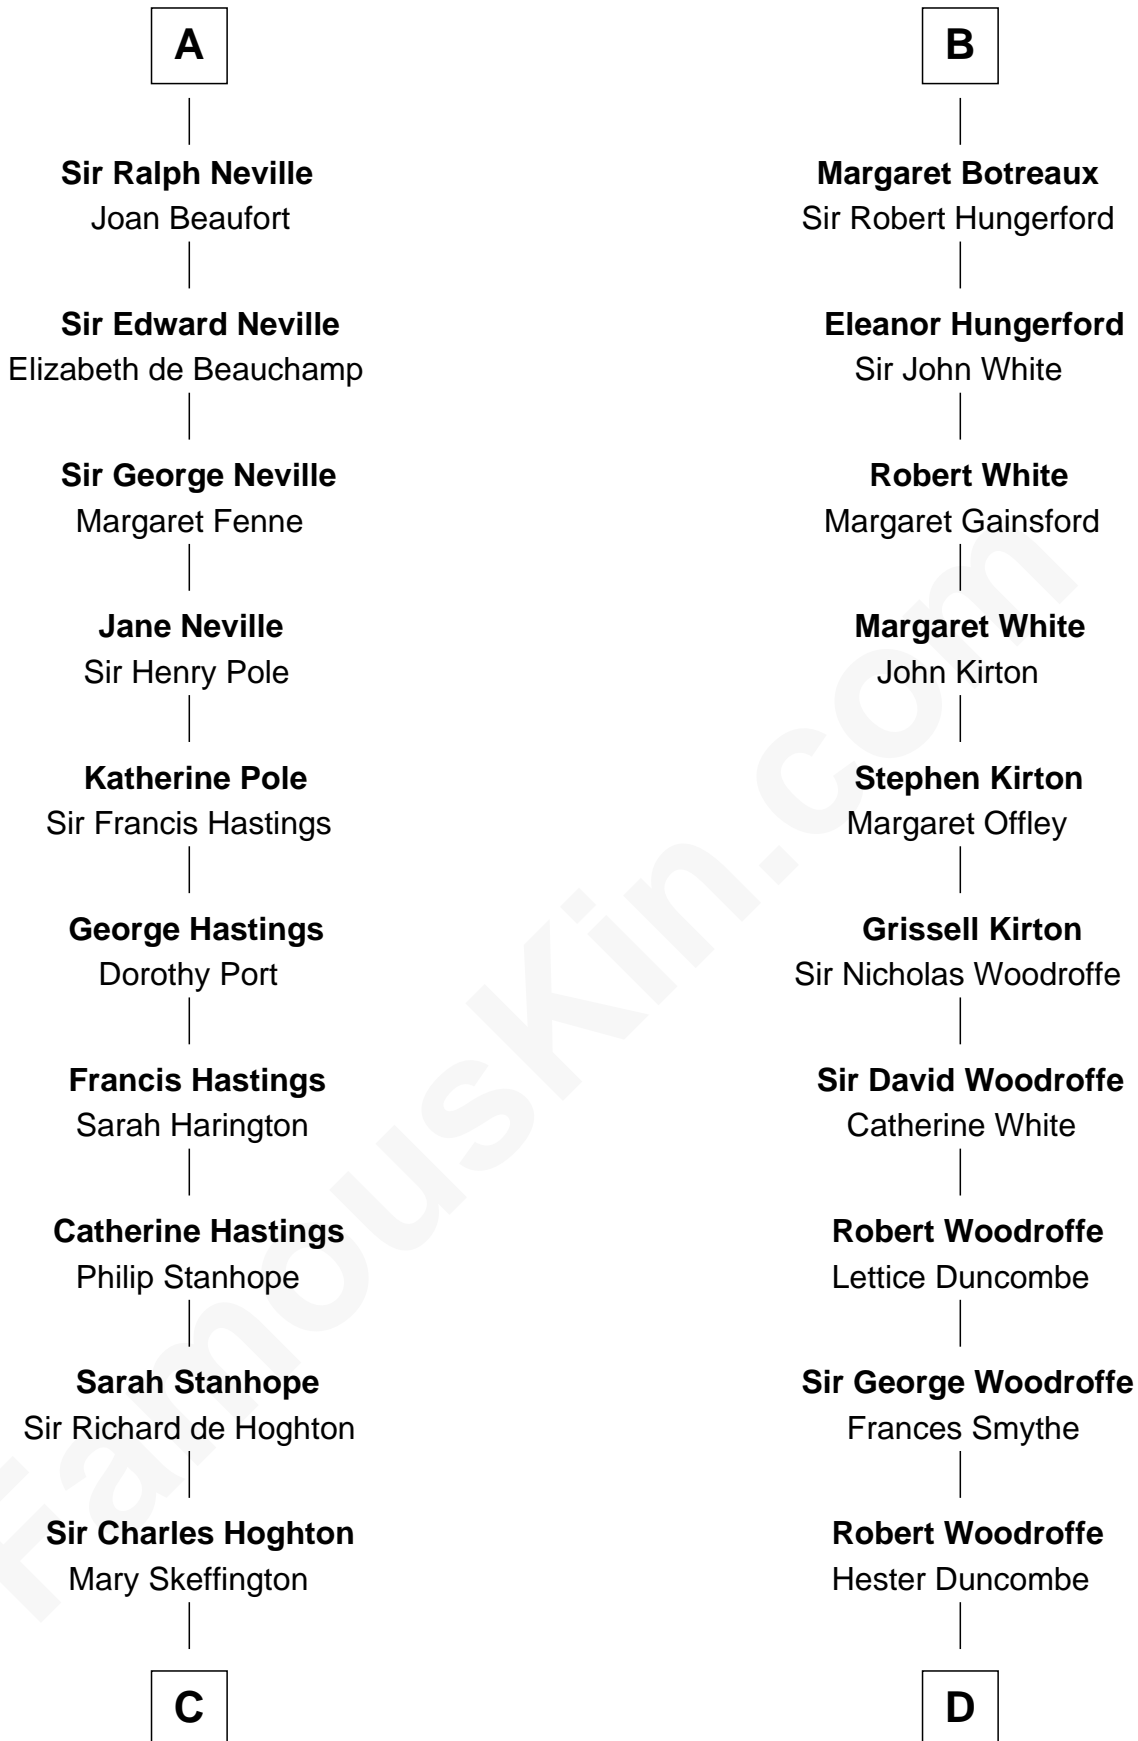 A
Sir Ralph Neville
Joan Beaufort
Sir Edward Neville
Elizabeth de Beauchamp
Sir George Neville
Margaret Fenne
Jane Neville
Sir Henry Pole
Katherine Pole
Sir Francis Hastings
George Hastings
Dorothy Port
Francis Hastings
Sarah Harington
Catherine Hastings
Philip Stanhope
Sarah Stanhope
Sir Richard de Hoghton
Sir Charles Hoghton
Mary Skeffington
C
B
Margaret Botreaux
Sir Robert Hungerford
Eleanor Hungerford
Sir John White
Robert White
Margaret Gainsford
Margaret White
John Kirton
Stephen Kirton
Margaret Offley
Grissell Kirton
Sir Nicholas Woodroffe
Sir David Woodroffe
Catherine White
Robert Woodroffe
Lettice Duncombe
Sir George Woodroffe
Frances Smythe
Robert Woodroffe
Hester Duncombe
D
FamousKin.com